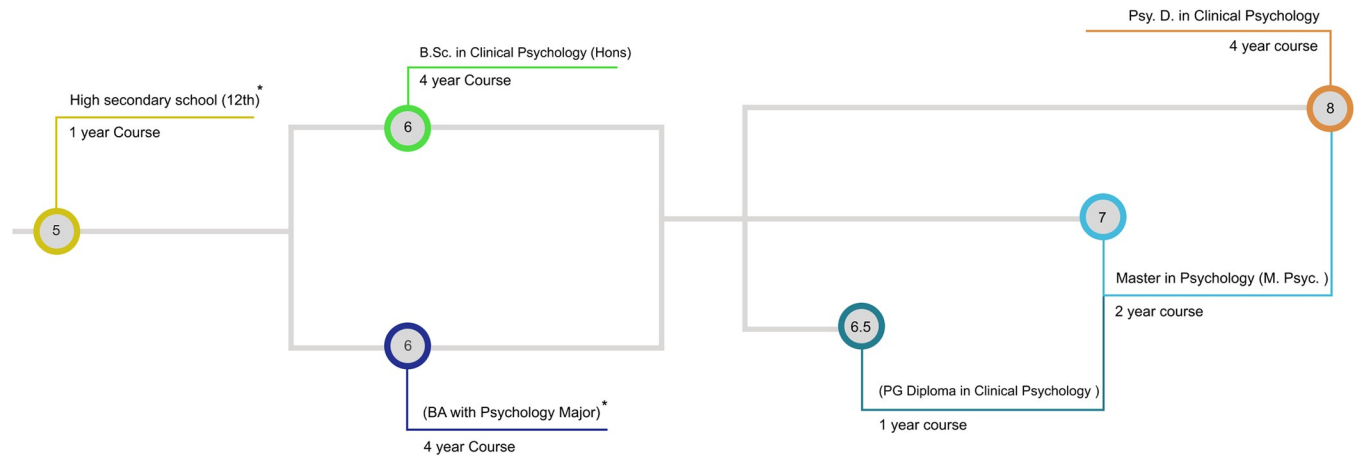 Psy. D. in Clinical Psychology
4 year course
B.Sc. in Clinical Psychology (Hons)
4 year Course
High secondary school (12th)*
1 year Course
8
6
5
7
Master in Psychology (M. Psyc. )
2 year course
6.5
6
(PG Diploma in Clinical Psychology )
1 year course
(BA with Psychology Major)*
4 year Course